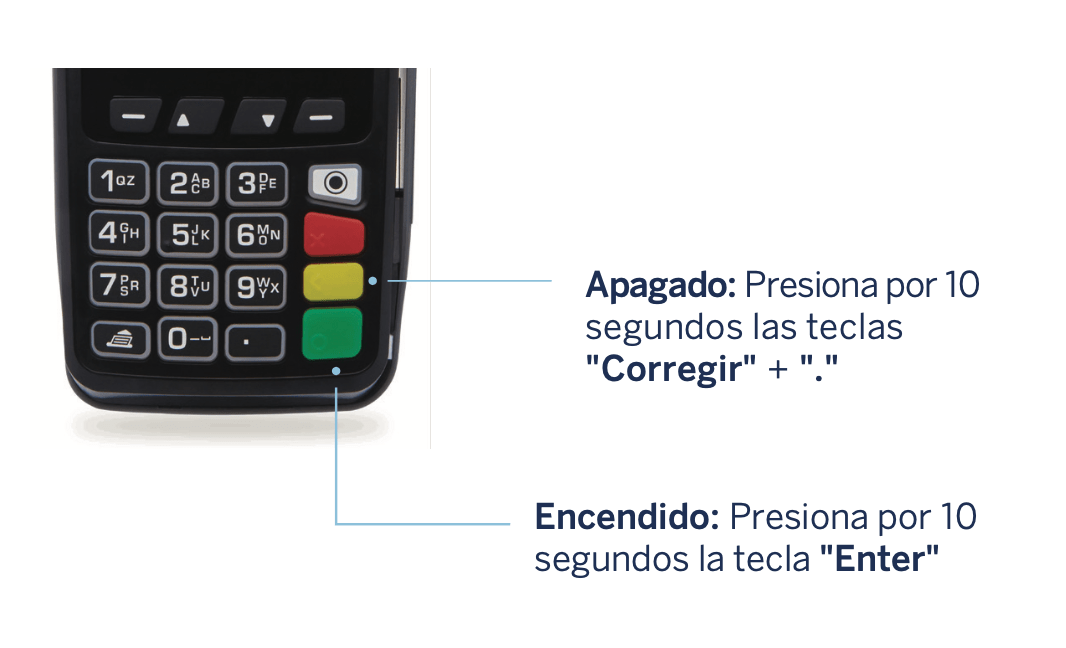 1 QZ 2 ABC 3 DEF
4 GHI 5 JKL 6 MNO
7 PRS 8 TUV 9 WXY
0 .
Apagado: Presiona por 10
segundos las teclas
"Corregir" + "."
Encendido: Presiona por 10
segundos la tecla "Enter"